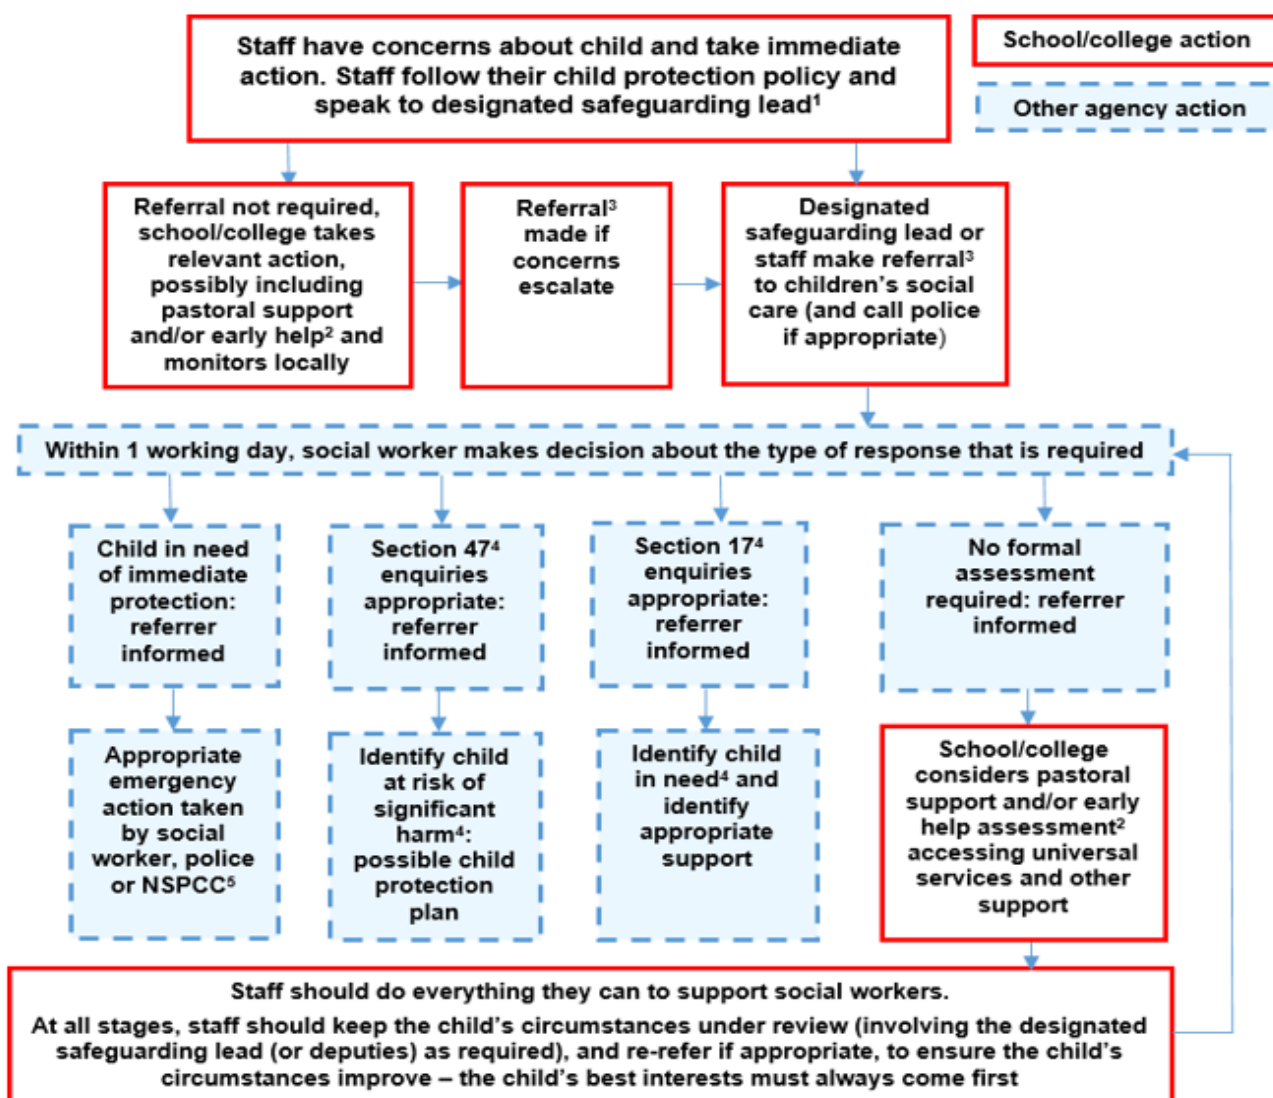 Staff have concerns about child and take immediate
action. Staff follow their child protection policy and
speak to designated safeguarding lead¹
School/college action
Other agency action
Referral not required,
school/college takes
relevant action,
possibly including
pastoral support
and/or early help² and
monitors locally
Referral³
made if
concerns
escalate
Designated
safeguarding lead or
staff make referral³
to children's social
care (and call police
if appropriate)
Within 1 working day, social worker makes decision about the type of response that is required
Child in need
of immediate
protection:
referrer
informed
Section 47⁴
enquiries
appropriate:
referrer
informed
Section 17⁴
enquiries
appropriate:
referrer
informed
No formal
assessment
required: referrer
informed
Appropriate
emergency
action taken
by social
worker, police
or NSPCC⁵
Identify child
at risk of
significant
harm⁴:
possible child
protection
plan
Identify child
in need⁴ and
identify
appropriate
support
School/college
considers pastoral
support and/or early
help assessment²
accessing universal
services and other
support
Staff should do everything they can to support social workers.
At all stages, staff should keep the child's circumstances under review (involving the designated
safeguarding lead (or deputies) as required), and re-refer if appropriate, to ensure the child's
circumstances improve – the child's best interests must always come first